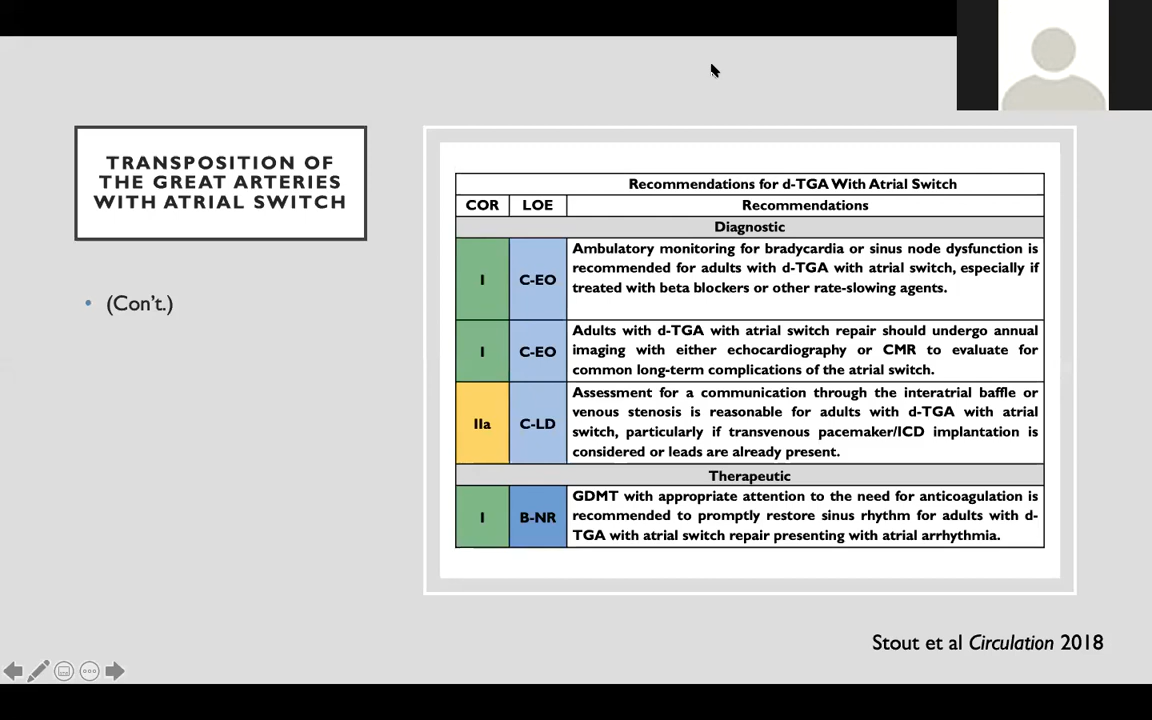 TRANSPOSITION OF
THE GREAT ARTERIES
WITH ATRIAL SWITCH
• (Con't.)
Recommendations for d-TGA With Atrial Switch
COR LOE Recommendations
Diagnostic
I C-EO Ambulatory monitoring for bradycardia or sinus node dysfunction is
recommended for adults with d-TGA with atrial switch, especially if
treated with beta blockers or other rate-slowing agents.
I C-EO Adults with d-TGA with atrial switch repair should undergo annual
imaging with either echocardiography or CMR to evaluate for
common long-term complications of the atrial switch.
IIa C-LD Assessment for a communication through the interatrial baffle or
venous stenosis is reasonable for adults with d-TGA with atrial
switch, particularly if transvenous pacemaker/ICD implantation is
considered or leads are already present.
Therapeutic
I B-NR GDMT with appropriate attention to the need for anticoagulation is
recommended to promptly restore sinus rhythm for adults with d-
TGA with atrial switch repair presenting with atrial arrhythmia.
Stout et al Circulation 2018